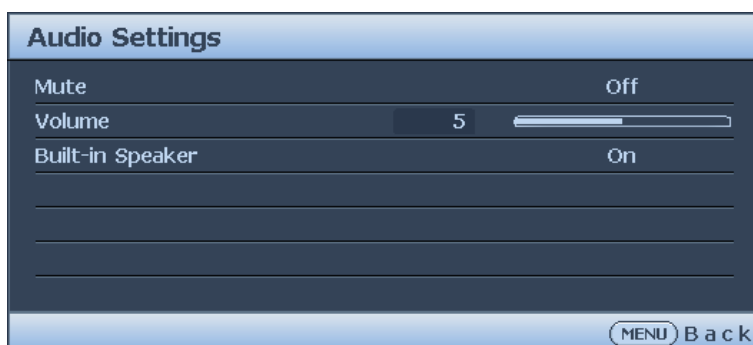 Audio Settings
Mute Off
Volume 5
Built-in Speaker On
MENU Back